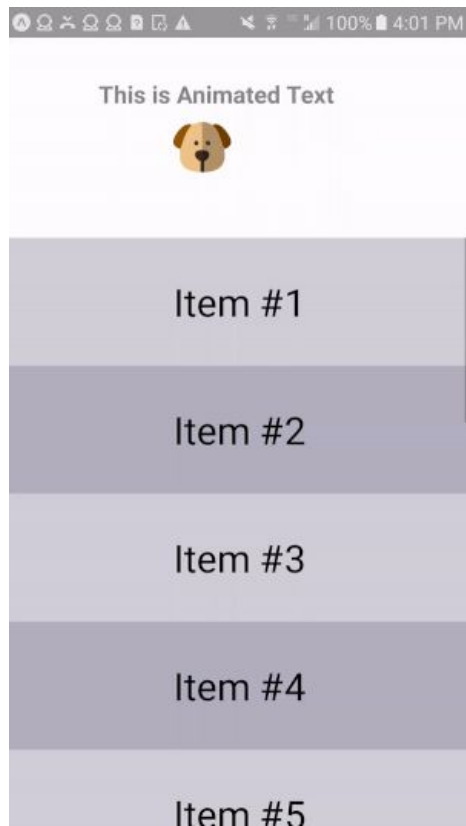 100% 4:01 PM
This is Animated Text
Item #1
Item #2
Item #3
Item #4
Item #5